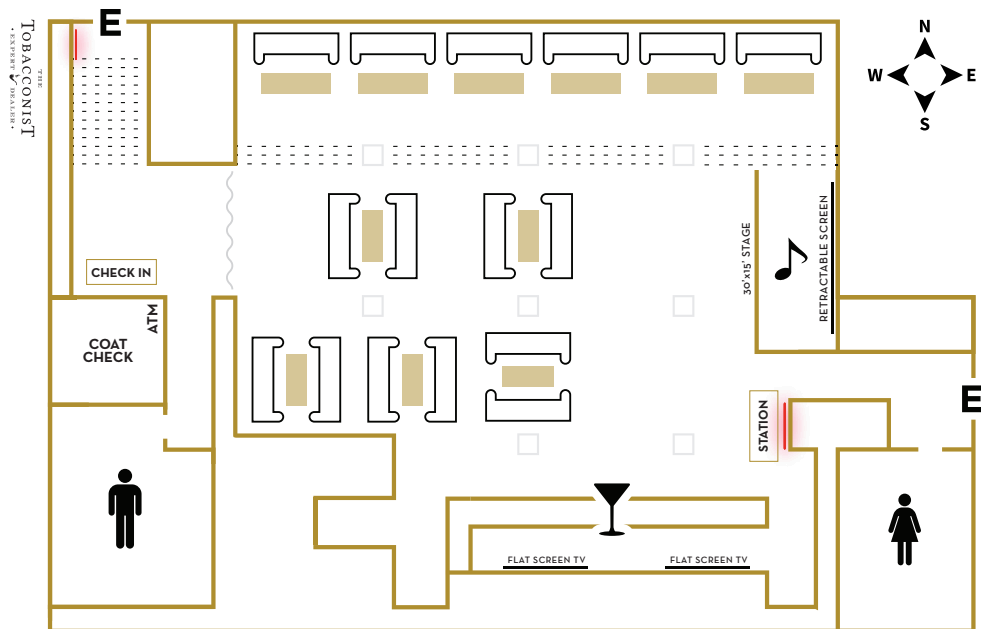 THE
TOBACCONIST
• EXPERT DEALER •
E
N
W E
S
30'x15' STAGE
RETRACTABLE SCREEN
CHECK IN
ATM
COAT
CHECK
E
STATION
FLAT SCREEN TV
FLAT SCREEN TV